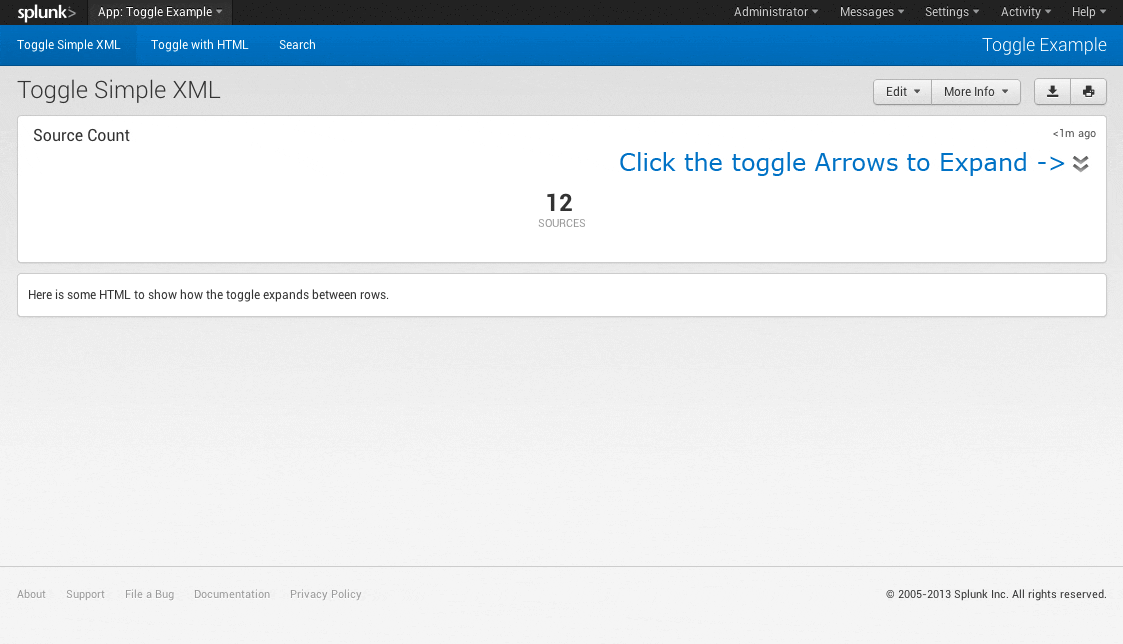 splunk> App: Toggle Example Administrator Messages Settings Activity Help
Toggle Simple XML Toggle with HTML Search Toggle Example
Toggle Simple XML Edit More Info
Source Count <1m ago
Click the toggle Arrows to Expand ->
12
SOURCES
Here is some HTML to show how the toggle expands between rows.
About Support File a Bug Documentation Privacy Policy © 2005-2013 Splunk Inc. All rights reserved.